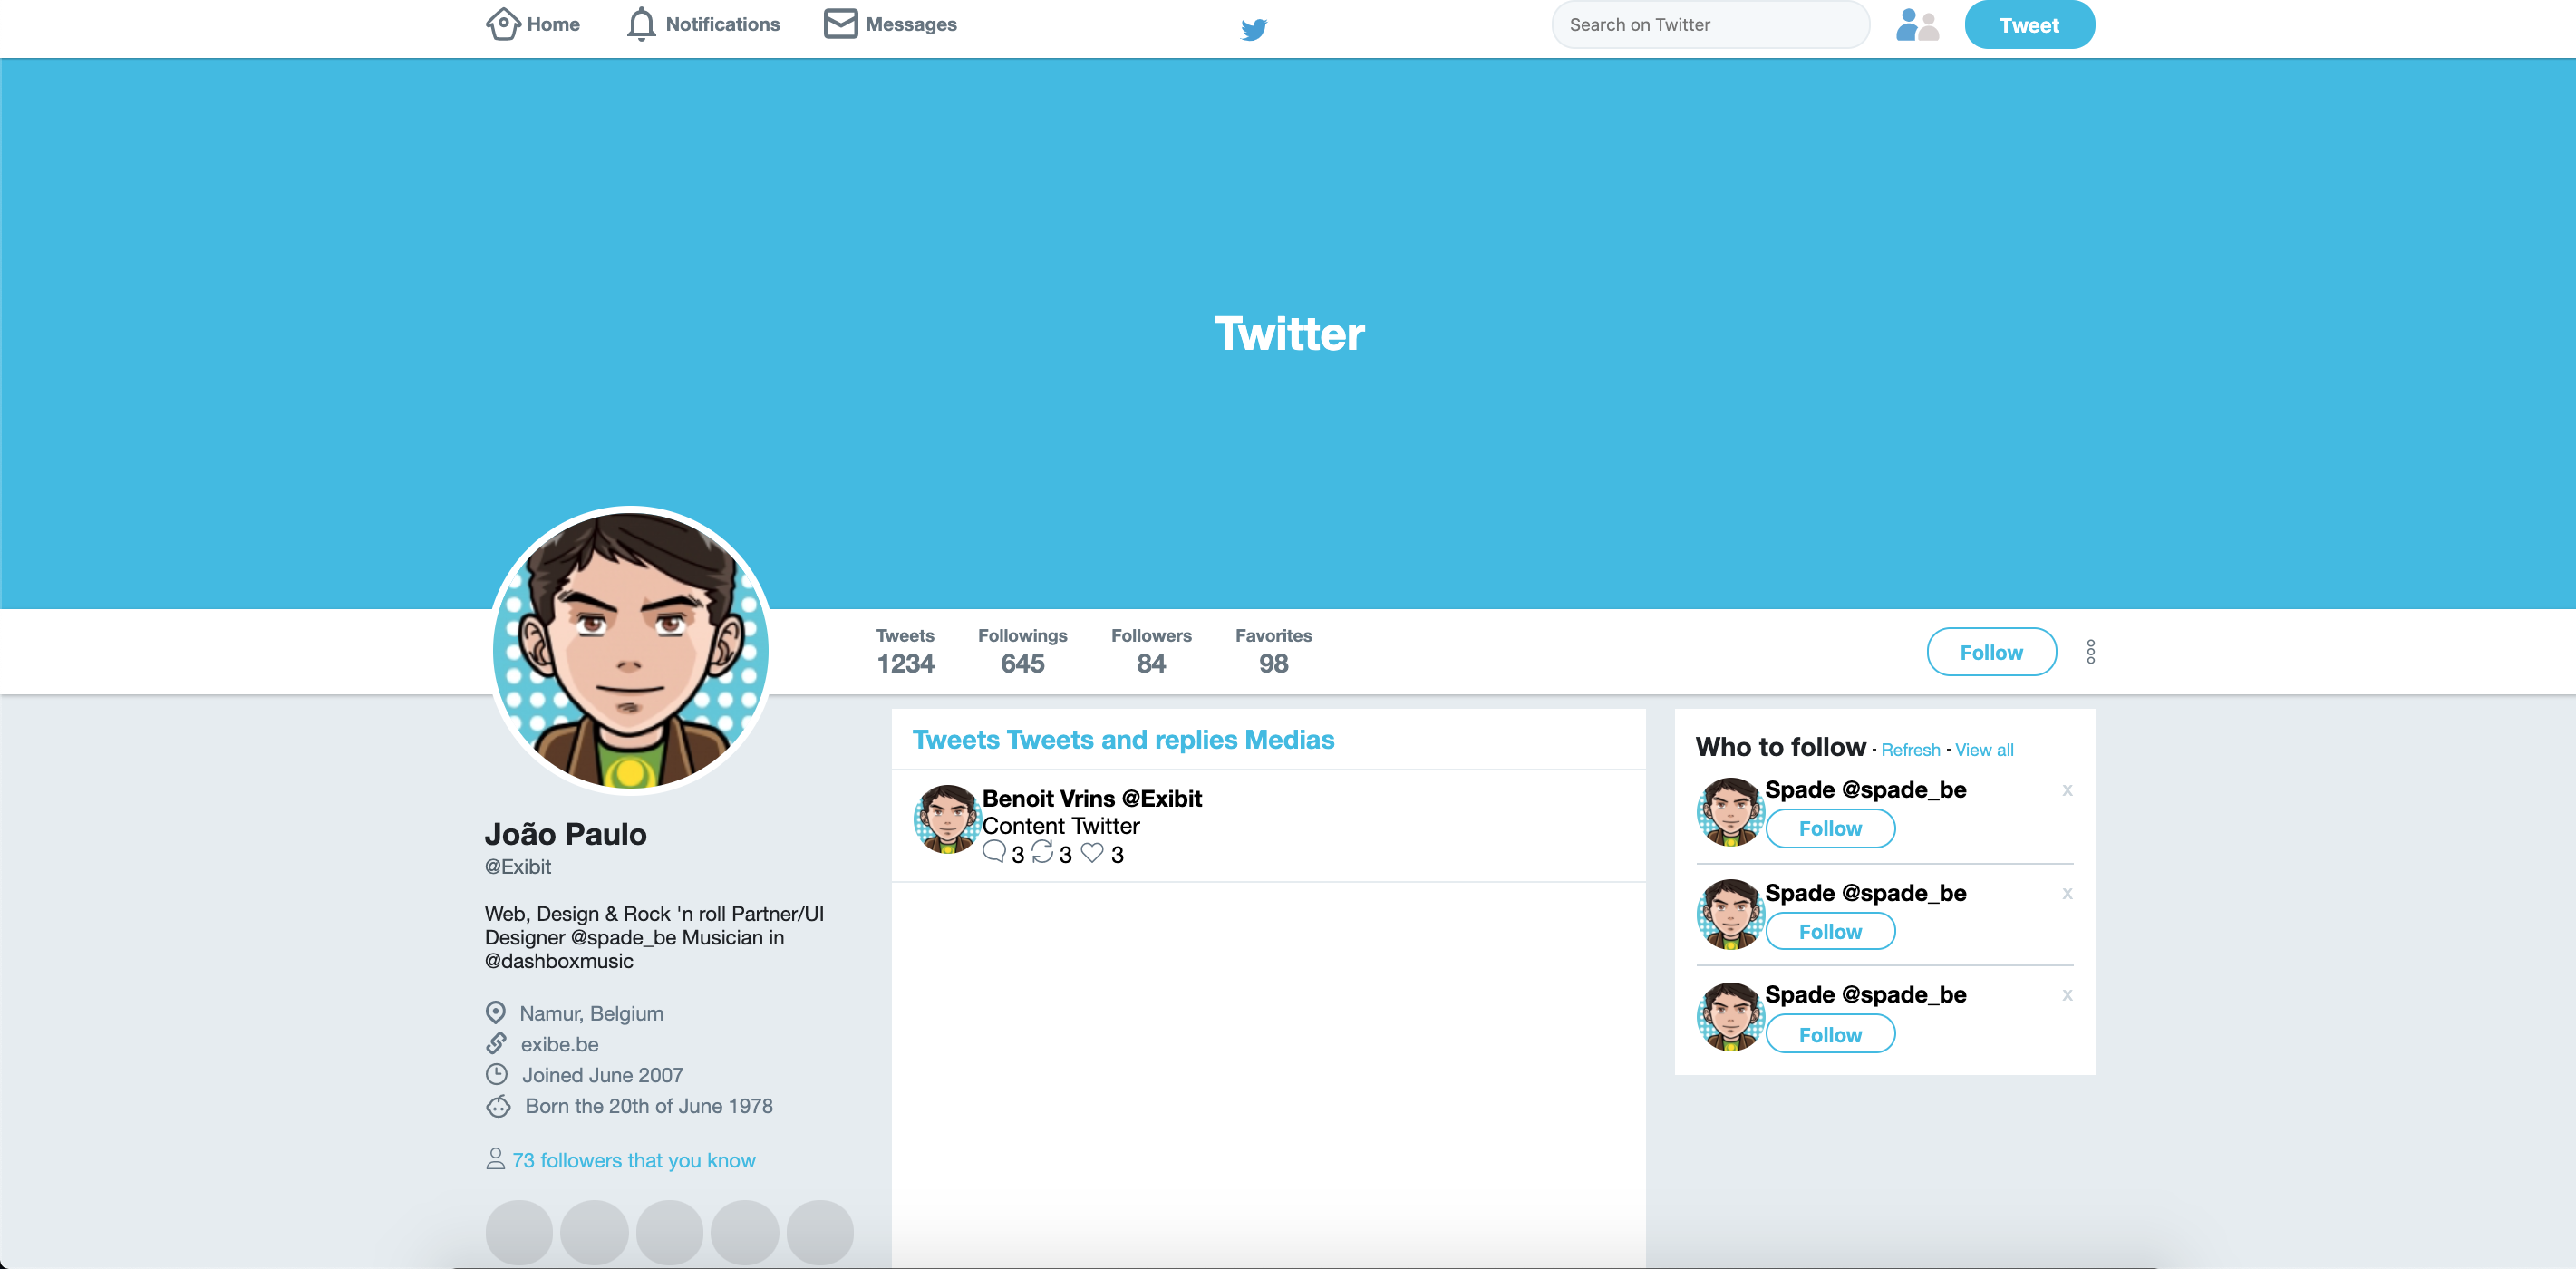 Home Notifications Messages Search on Twitter Tweet
Twitter
Tweets Followings Followers Favorites
1234 645 84 98
Follow
Tweets Tweets and replies Medias
Benoit Vrins @Exibit
Content Twitter
3 3 3
Who to follow - Refresh - View all
Spade @spade_be x
Follow
Spade @spade_be x
Follow
Spade @spade_be x
Follow
João Paulo
@Exibit
Web, Design & Rock 'n roll Partner/UI
Designer @spade_be Musician in
@dashboxmusic
Namur, Belgium
exibe.be
Joined June 2007
Born the 20th of June 1978
73 followers that you know